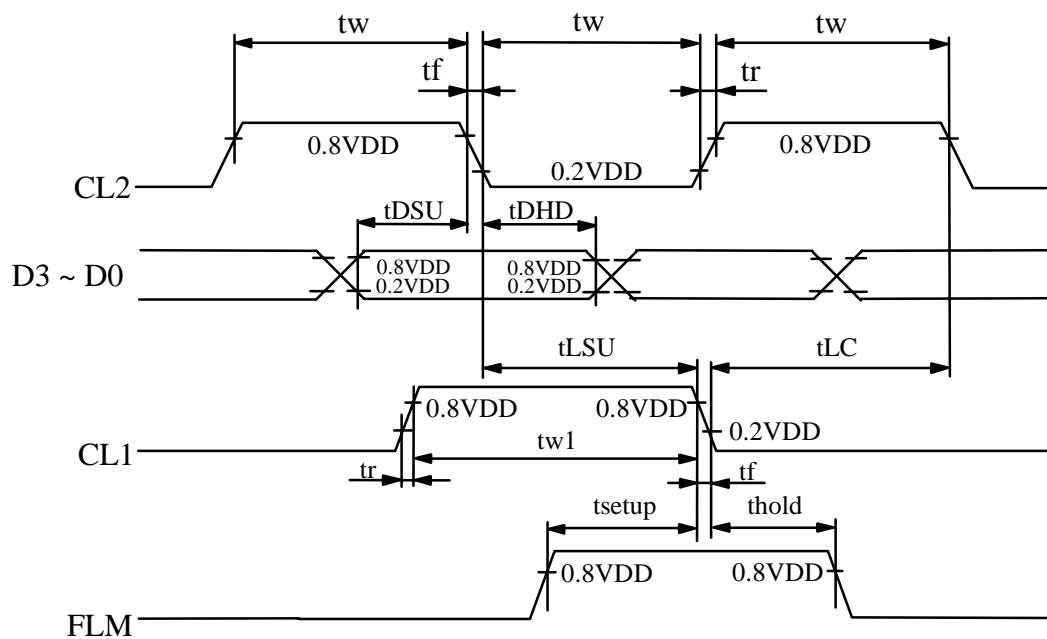 tw tw tw
tf tr
0.8VDD 0.2VDD 0.8VDD
CL2
tDSU tDHD
D3 ~ D0
0.8VDD 0.8VDD
0.2VDD 0.2VDD
tLSU tLC
0.8VDD 0.8VDD
0.2VDD
CL1
tw1
tr tf
tsetup thold
0.8VDD 0.8VDD
FLM